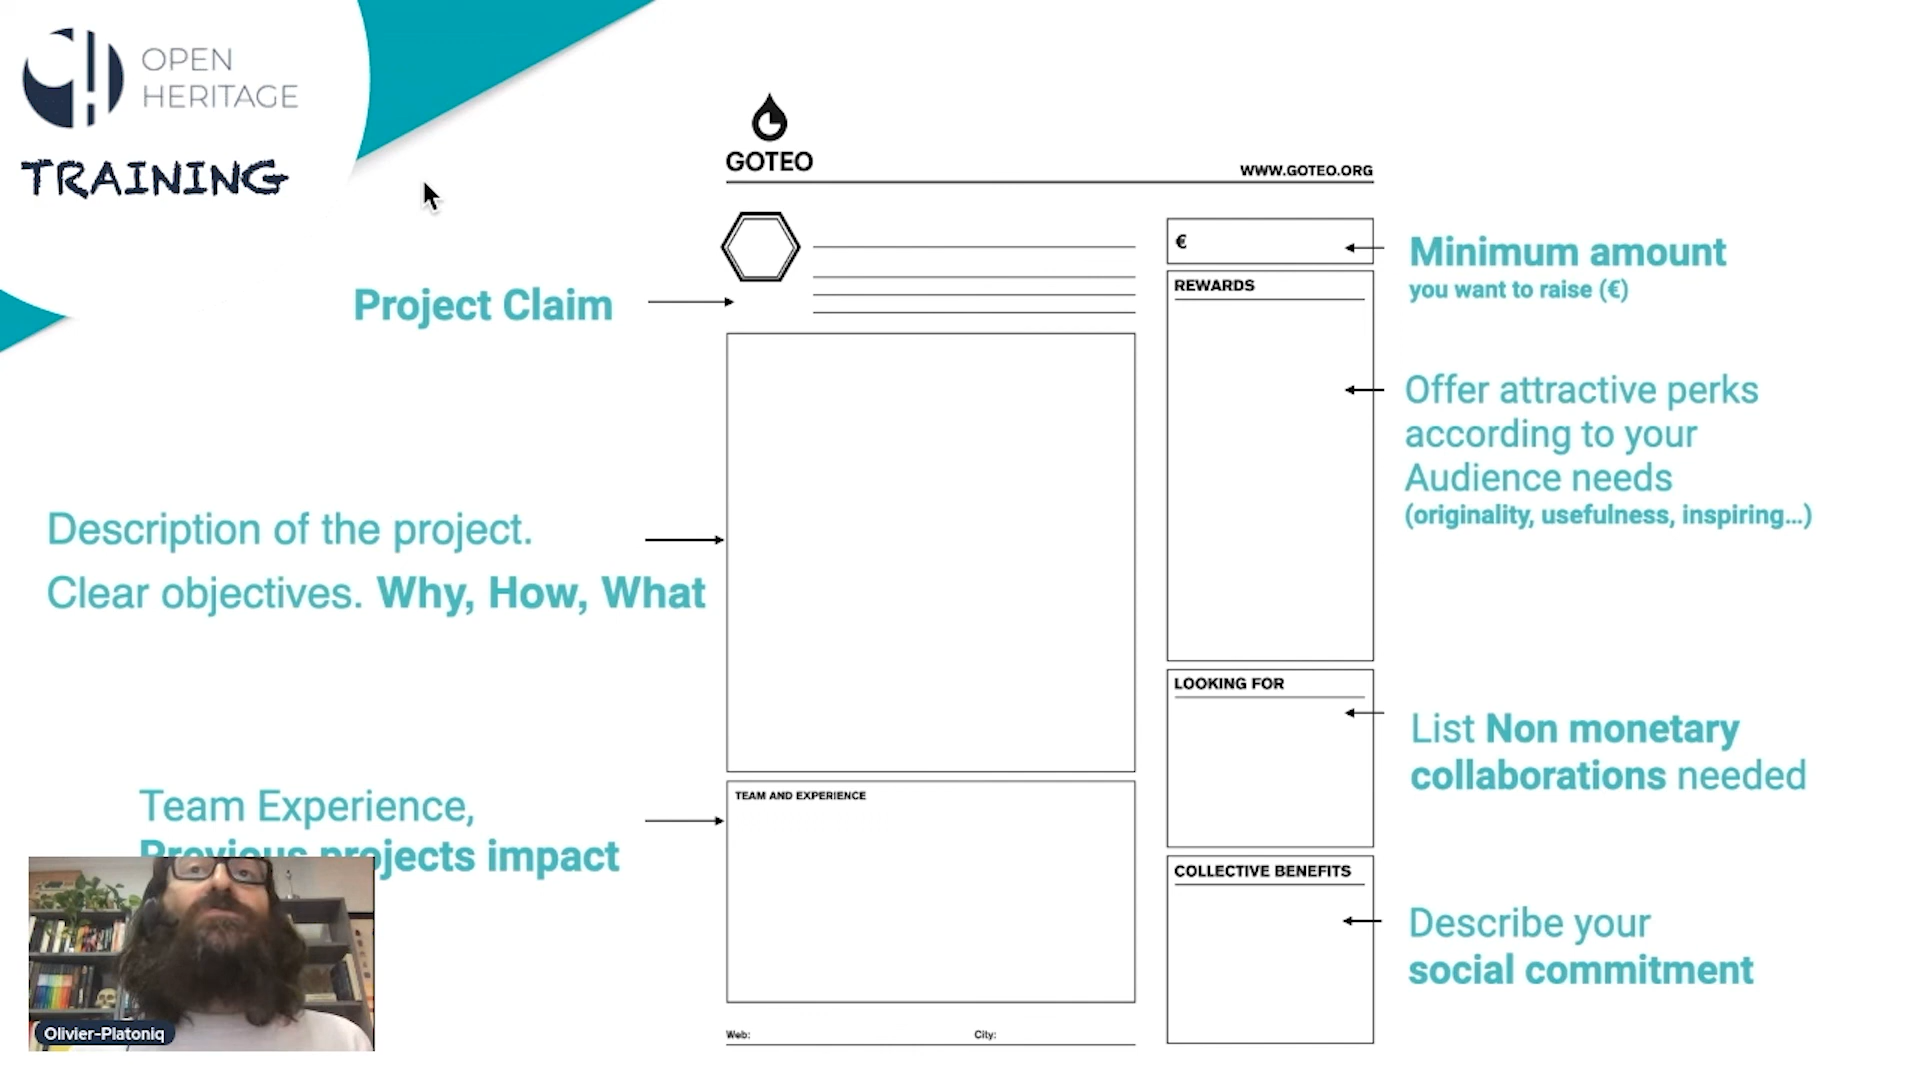 OPEN
HERITAGE
TRAINING
GOTEO
WWW.GOTEO.ORG
Project Claim
Description of the project.
Clear objectives. Why, How, What
Team Experience,
Previous projects impact
TEAM AND EXPERIENCE
Web:
City:
€
REWARDS
LOOKING FOR
COLLECTIVE BENEFITS
Minimum amount
you want to raise (€)
Offer attractive perks
according to your
Audience needs
(originality, usefulness, inspiring...)
List Non monetary
collaborations needed
Describe your
social commitment
Olivier-Platoniq